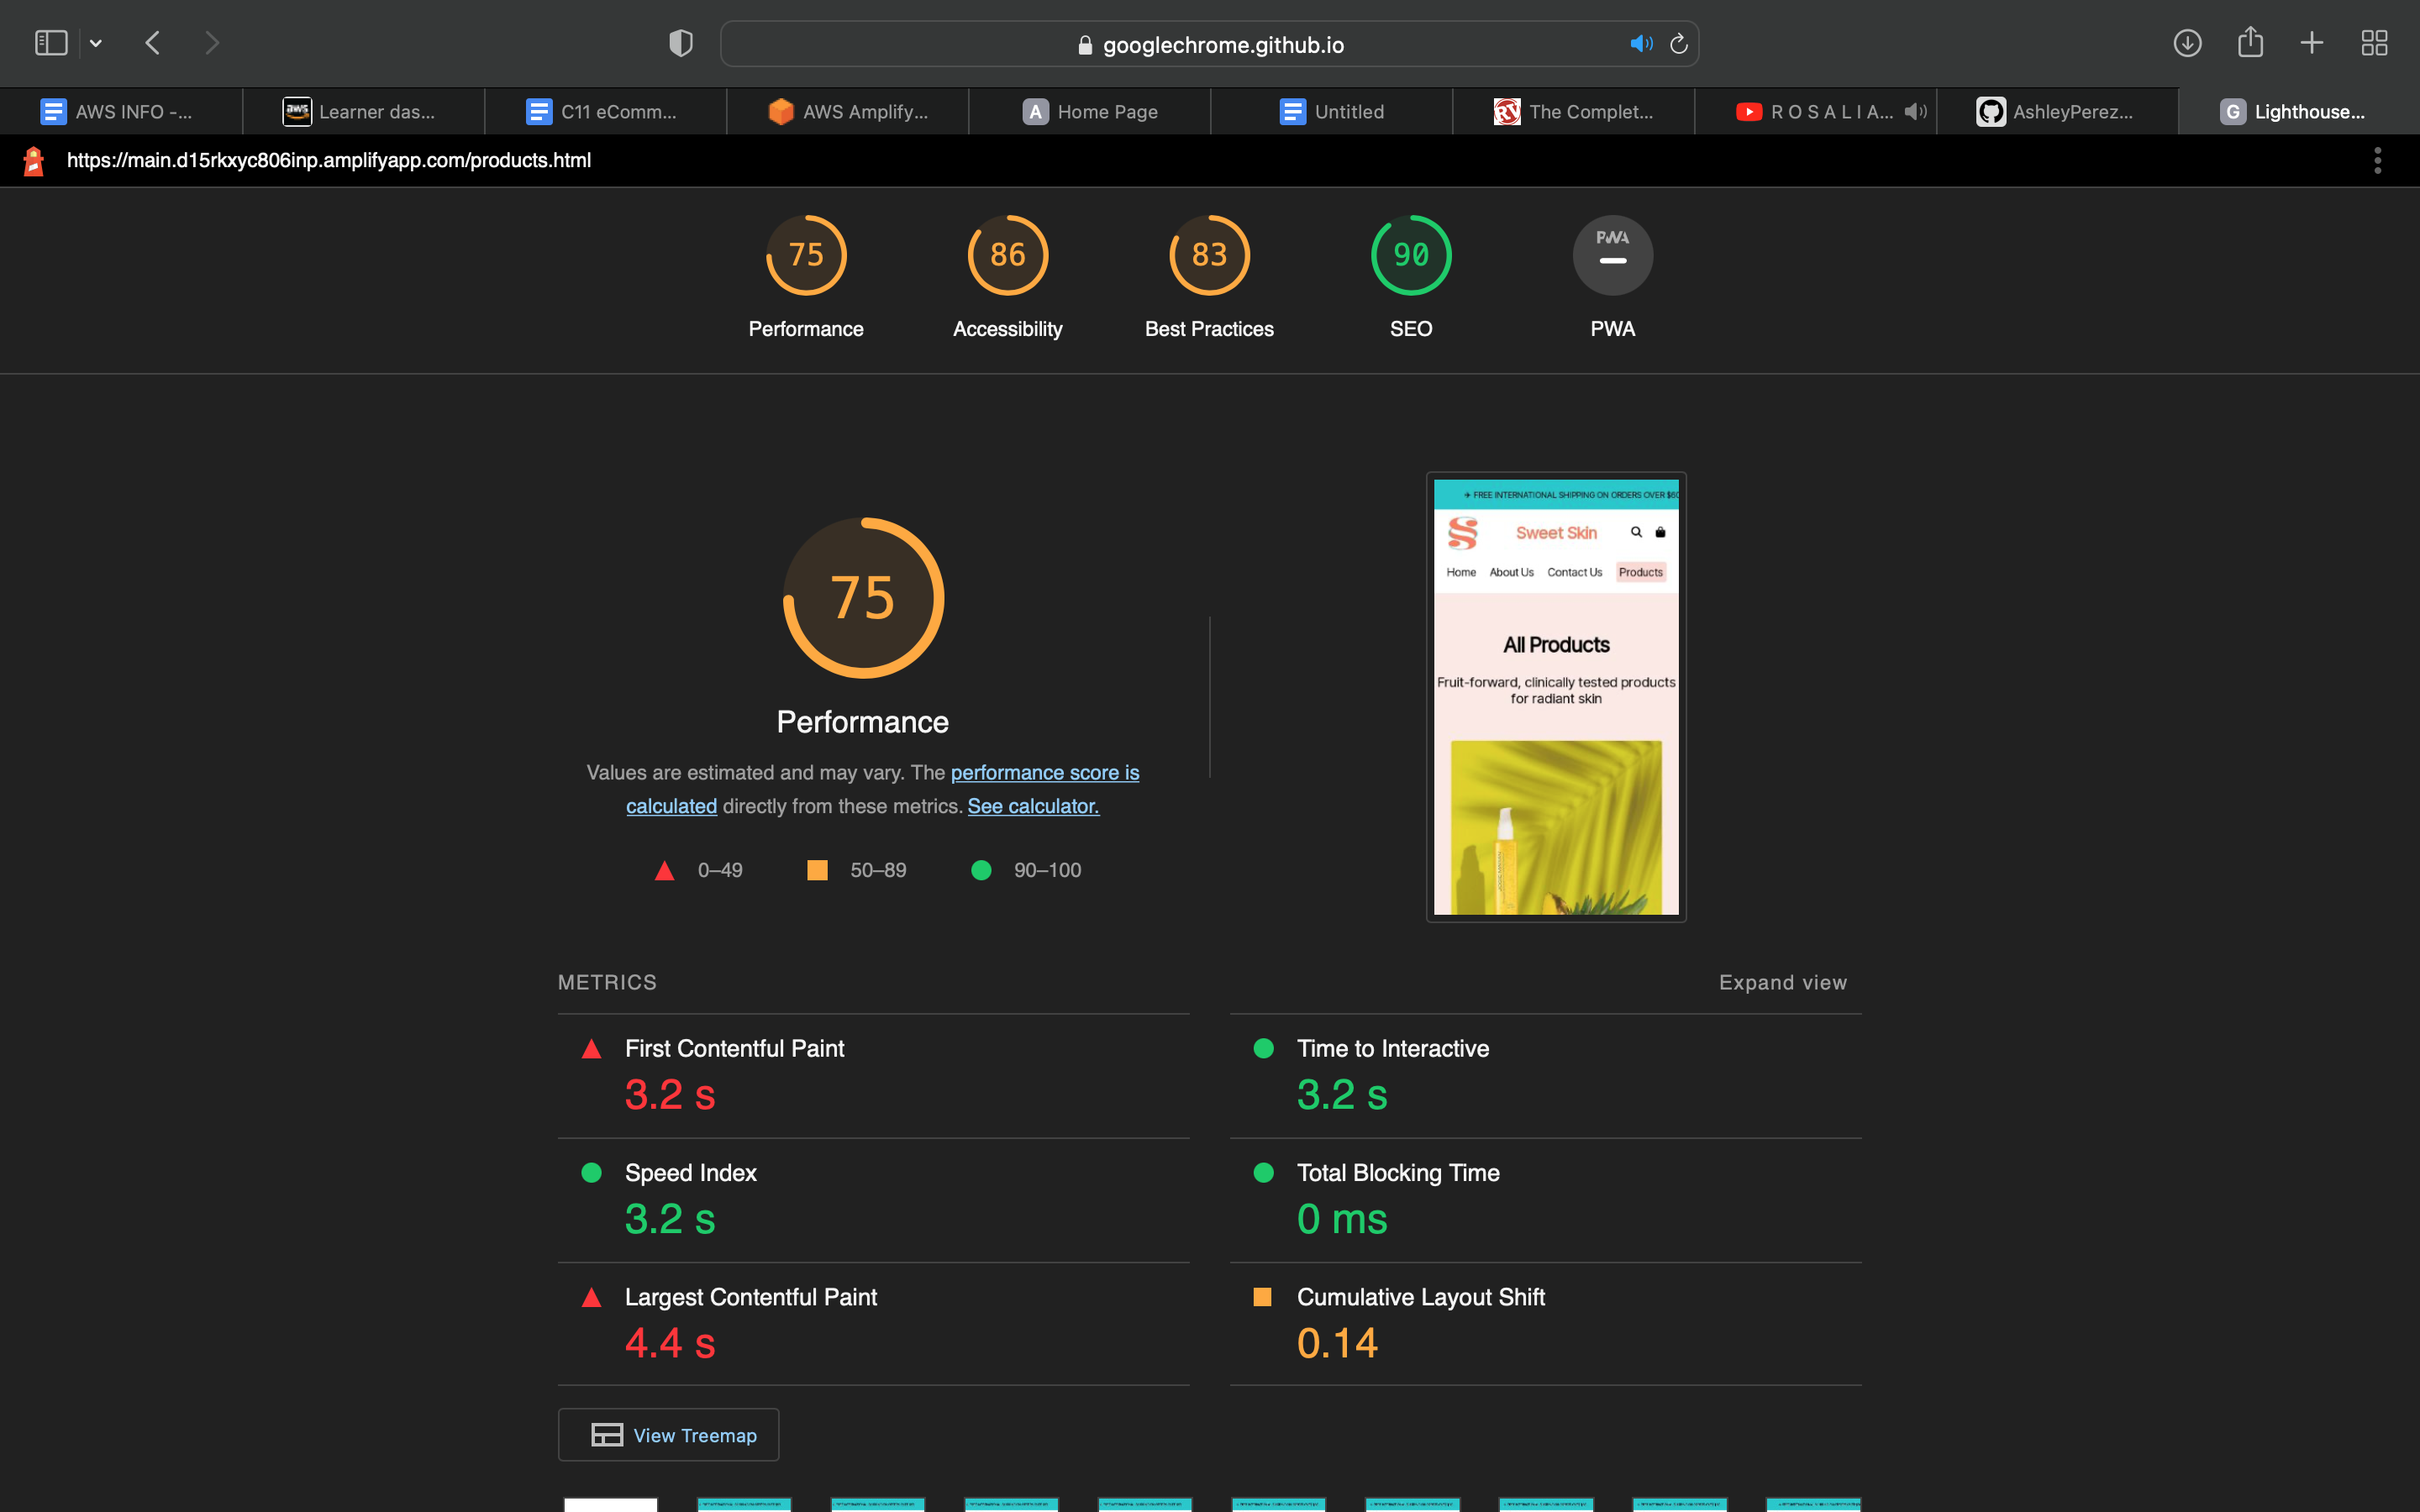 googlechrome.github.io
AWS INFO -...
aws
Learner das...
C11 eComm...
AWS Amplify...
A
Home Page
Untitled
RV
The Complet...
R O S A L I A...
AshleyPerez...
G
Lighthouse...
https://main.d15rkxyc806inp.amplifyapp.com/products.html
75
86
83
90
PWA
Performance
Accessibility
Best Practices
SEO
PWA
75
Performance
Values are estimated and may vary. The performance score is
calculated directly from these metrics. See calculator.
0–49
50–89
90–100
✈ FREE INTERNATIONAL SHIPPING ON ORDERS OVER $60
Sweet Skin
Home
About Us
Contact Us
Products
All Products
Fruit-forward, clinically tested products
for radiant skin
METRICS
Expand view
First Contentful Paint
3.2 s
Time to Interactive
3.2 s
Speed Index
3.2 s
Total Blocking Time
0 ms
Largest Contentful Paint
4.4 s
Cumulative Layout Shift
0.14
View Treemap